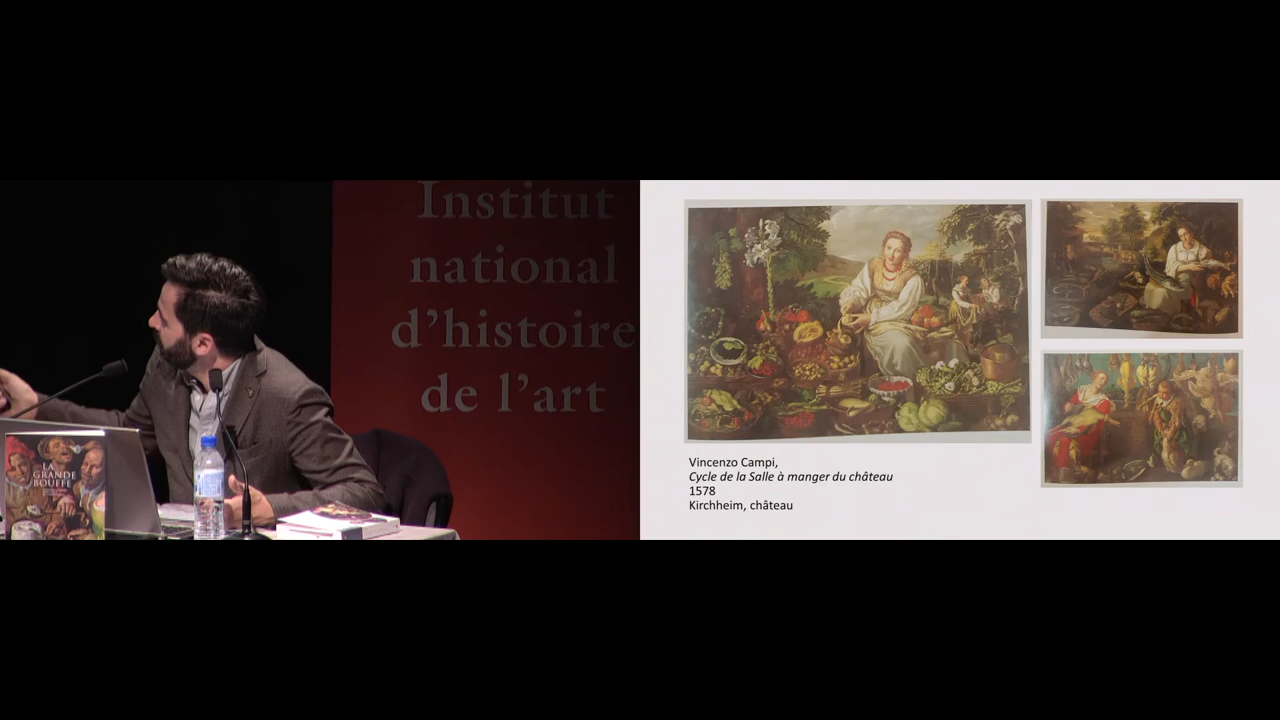 Institut
national
d’histoire
de l’art
LA
GRANDE
BOUFFE
Vincenzo Campi,
Cycle de la Salle à manger du château
1578
Kirchheim, château